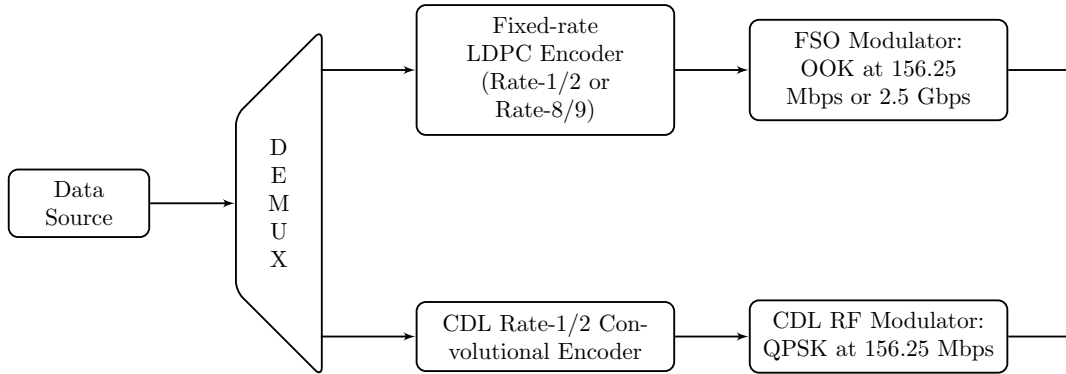 Data
Source
D
E
M
U
X
Fixed-rate
LDPC Encoder
(Rate-1/2 or
Rate-8/9)
FSO Modulator:
OOK at 156.25
Mbps or 2.5 Gbps
CDL Rate-1/2 Con-
volutional Encoder
CDL RF Modulator:
QPSK at 156.25 Mbps